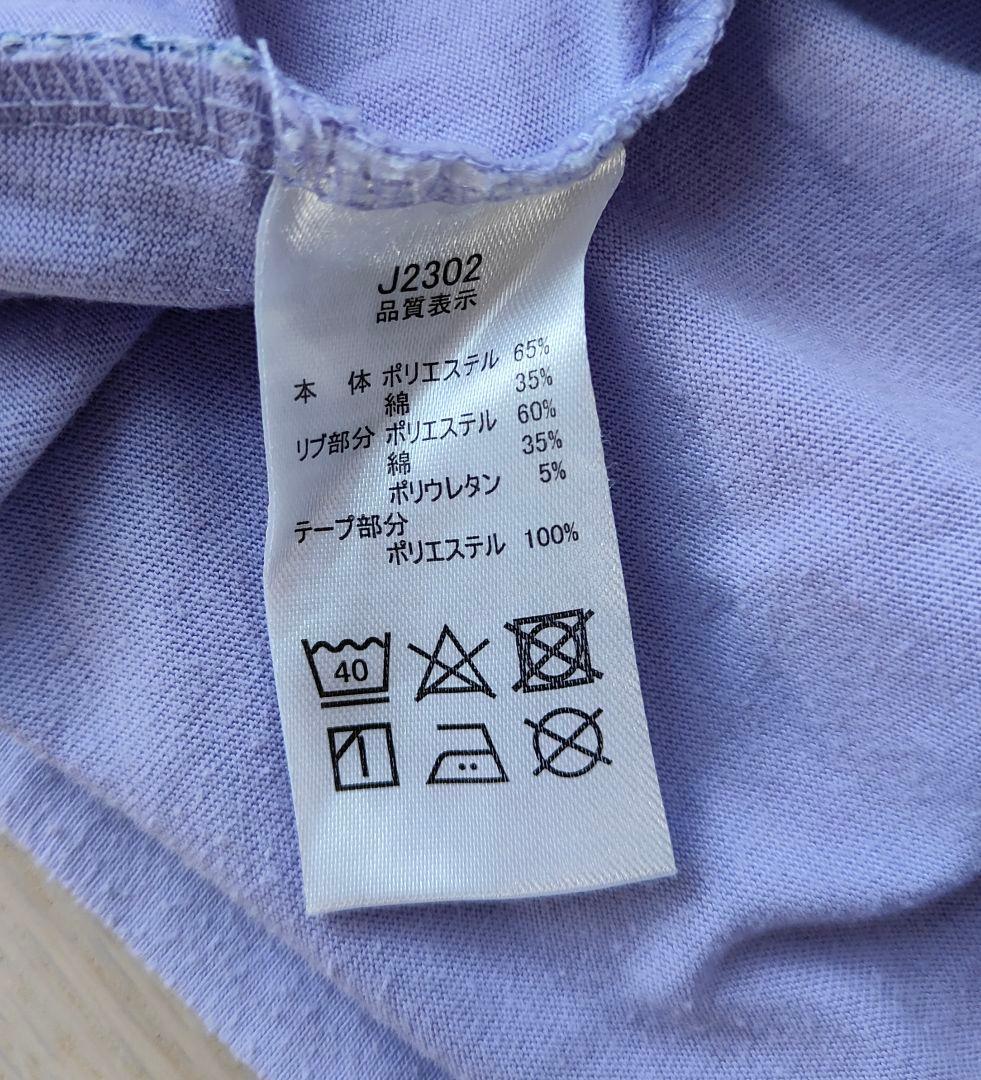 J2302
品質表示
本 体 ポリエステル 65%
綿 35%
リブ部分 ポリエステル 60%
綿 35%
ポリウレタン 5%
テープ部分
ポリエステル 100%
40